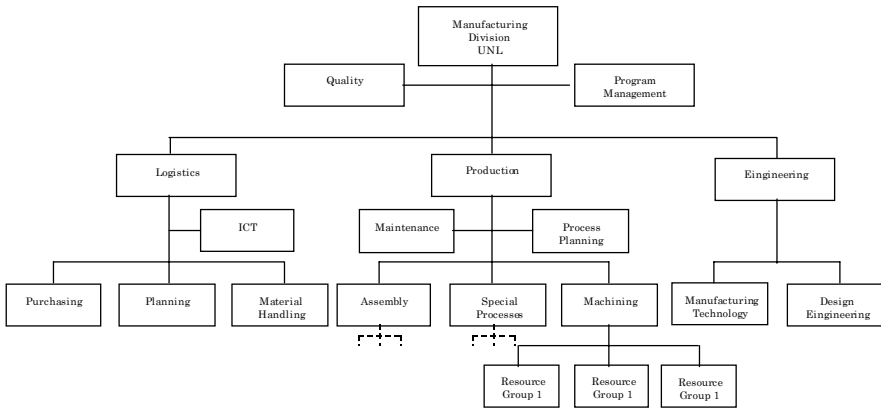 Manufacturing
Division
UNL
Quality
Program
Management
Logistics
Production
Eingineering
ICT
Maintenance
Process
Planning
Purchasing
Planning
Material
Handling
Assembly
Special
Processes
Machining
Manufacturing
Technology
Design
Eingineering
Resource
Group 1
Resource
Group 1
Resource
Group 1